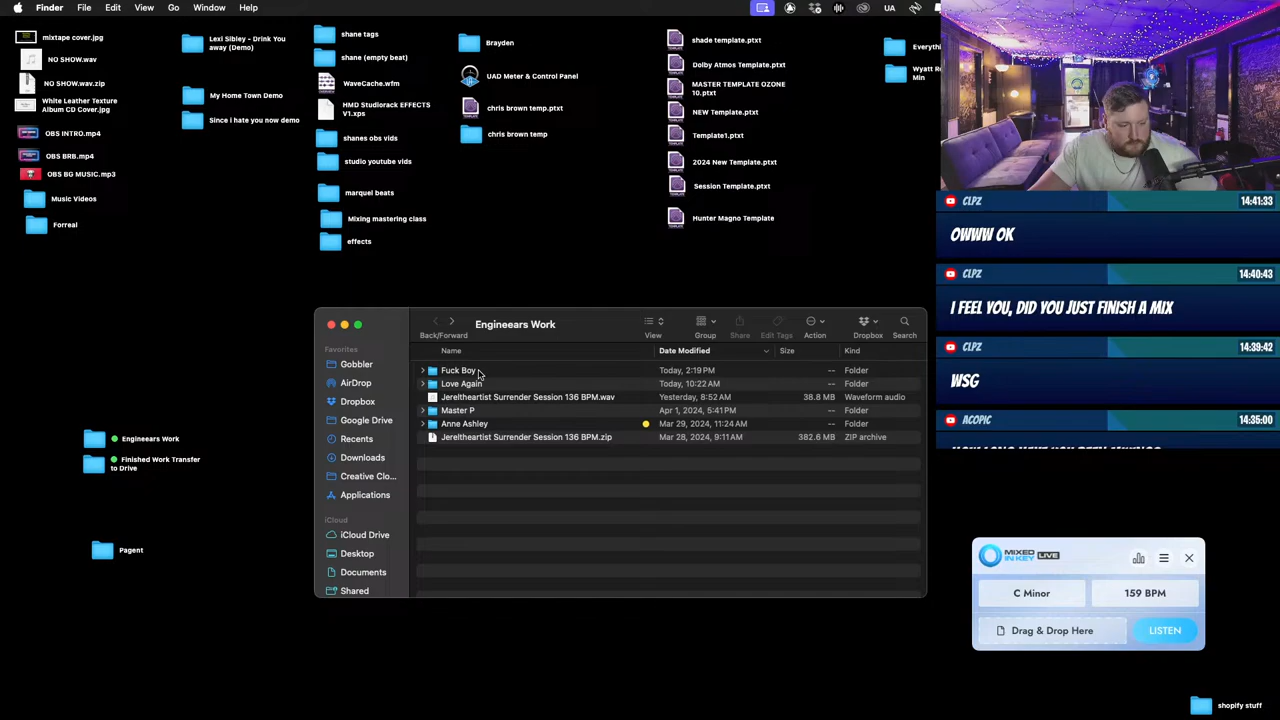 Finder File Edit View Go Window Help UA
mixtape cover.jpg
NO SHOW.wav
NO SHOW.wav.zip
White Leather Texture
Album CD Cover.jpg
OBS INTRO.mp4
OBS BRB.mp4
OBS BG MUSIC.mp3
Music Videos
Forreal
Lexi Sibley - Drink You
away (Demo)
My Home Town Demo
Since i hate you now demo
shane tags
shane (empty beat)
WaveCache.wfm
HMD Studiorack EFFECTS
V1.xps
shanes obs vids
studio youtube vids
marquel beats
Mixing mastering class
effects
Brayden
UAD Meter & Control Panel
chris brown temp.ptxt
chris brown temp
shade template.ptxt
Dolby Atmos Template.ptxt
MASTER TEMPLATE OZONE
10.ptxt
NEW Template.ptxt
Template1.ptxt
2024 New Template.ptxt
Session Template.ptxt
Hunter Magno Template
Everythi
Wyatt R
Min
CLPZ 14:41:33
OWWW OK
CLPZ 14:40:43
I FEEL YOU, DID YOU JUST FINISH A MIX
CLPZ 14:39:42
WSG
ACOPIC 14:35:00
Engineears Work
Finished Work Transfer
to Drive
Pagent
Engineears Work
Back/Forward View Group Share Edit Tags Action Dropbox Search
Favorites
Gobbler
AirDrop
Dropbox
Google Drive
Recents
Downloads
Creative Clo...
Applications
iCloud
iCloud Drive
Desktop
Documents
Shared
Name Date Modified Size Kind
Fuck Boy Today, 2:19 PM -- Folder
Love Again Today, 10:22 AM -- Folder
Jereltheartist Surrender Session 136 BPM.wav Yesterday, 8:52 AM 38.8 MB Waveform audio
Master P Apr 1, 2024, 5:41 PM -- Folder
Anne Ashley Mar 29, 2024, 11:24 AM -- Folder
Jereltheartist Surrender Session 136 BPM.zip Mar 28, 2024, 9:11 AM 382.6 MB ZIP archive
MIXED IN KEY LIVE
C Minor 159 BPM
Drag & Drop Here LISTEN
shopify stuff